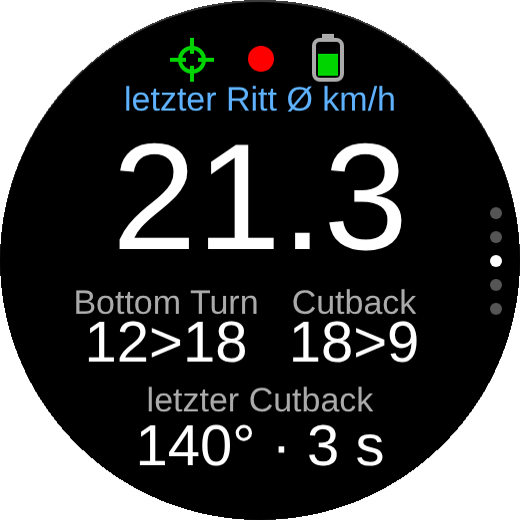 letzter Ritt Ø km/h
21.3
Bottom Turn Cutback
12>18 18>9
letzter Cutback
140° · 3 s